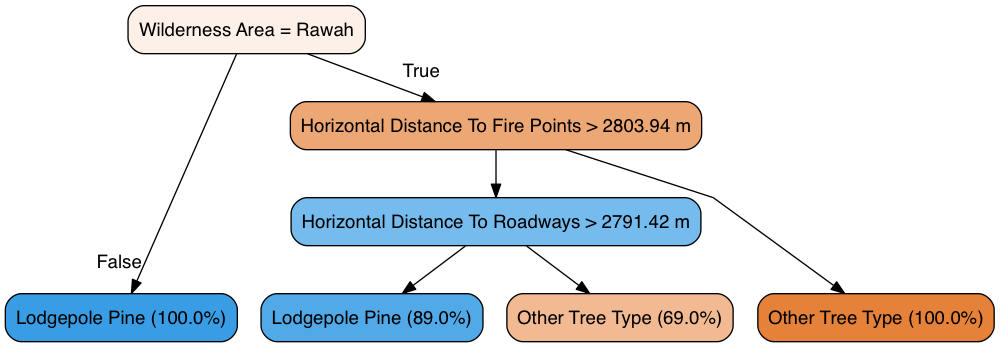 Wilderness Area = Rawah
True
Horizontal Distance To Fire Points > 2803.94 m
Horizontal Distance To Roadways > 2791.42 m
False
Lodgepole Pine (100.0%)
Lodgepole Pine (89.0%)
Other Tree Type (69.0%)
Other Tree Type (100.0%)